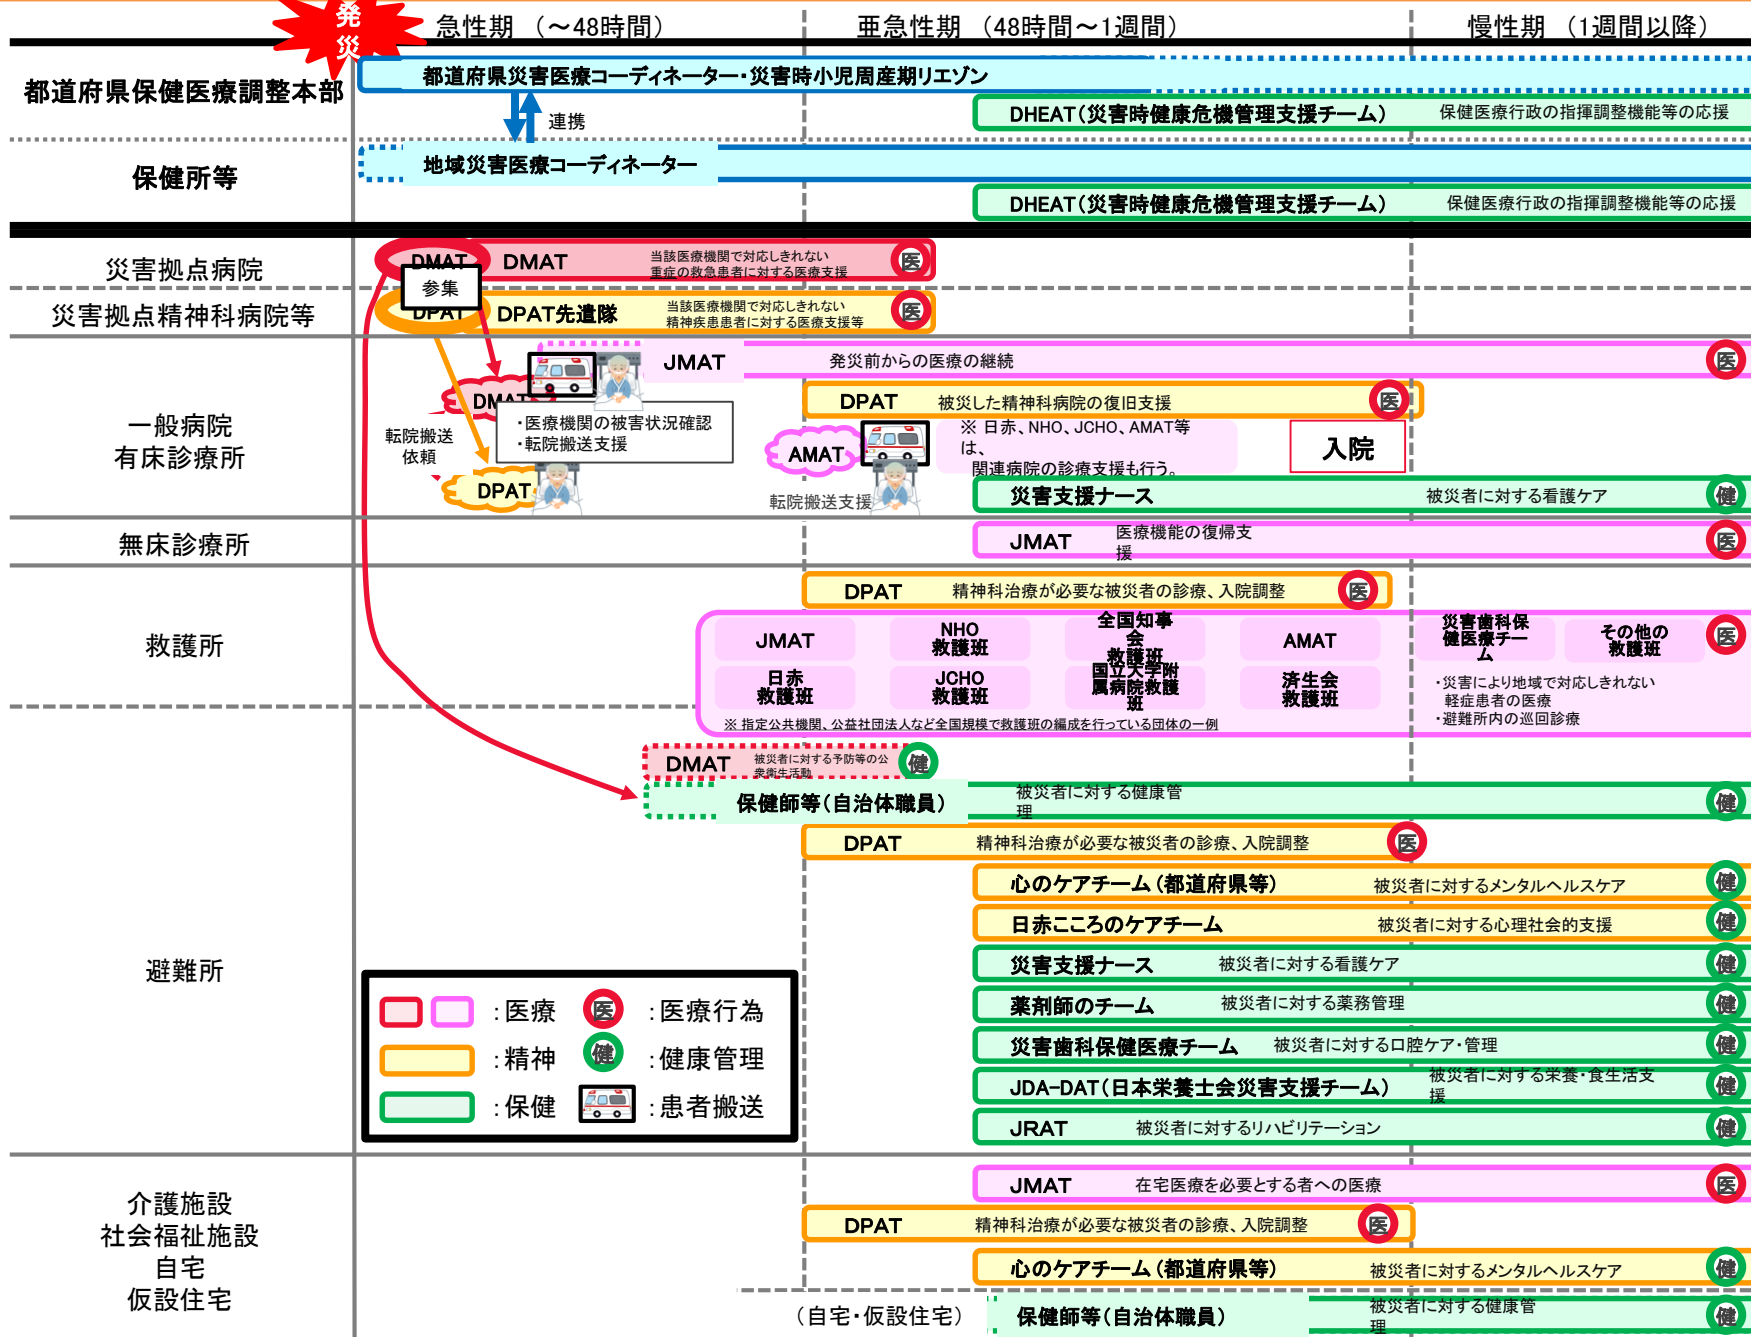 発
災
急性期 （～48時間）
亜急性期 （48時間～1週間）
慢性期 （1週間以降）
都道府県保健医療調整本部
都道府県災害医療コーディネーター・災害時小児周産期リエゾン
連携
DHEAT（災害時健康危機管理支援チーム）
保健医療行政の指揮調整機能等の応援
保健所等
地域災害医療コーディネーター
DHEAT（災害時健康危機管理支援チーム）
保健医療行政の指揮調整機能等の応援
災害拠点病院
DMAT
DMAT
当該医療機関で対応しきれない
重症の救急患者に対する医療支援
医
参集
災害拠点精神科病院等
DPAT
DPAT先遣隊
当該医療機関で対応しきれない
精神疾患患者に対する医療支援等
医
一般病院
有床診療所
JMAT
発災前からの医療の継続
医
DMAT
・医療機関の被害状況確認
・転院搬送支援
転院搬送
依頼
DPAT
DPAT
被災した精神科病院の復旧支援
医
AMAT
転院搬送支援
※ 日赤、NHO、JCHO、AMAT等
は、
関連病院の診療支援も行う。
入院
災害支援ナース
被災者に対する看護ケア
健
無床診療所
JMAT
医療機能の復帰支
援
医
救護所
DPAT
精神科治療が必要な被災者の診療、入院調整
医
JMAT
NHO
救護班
全国知事
会
救護班
AMAT
災害歯科保
健医療チー
ム
その他の
救護班
医
日赤
救護班
JCHO
救護班
国立大学附
属病院救護
班
済生会
救護班
・災害により地域で対応しきれない
軽症患者の医療
・避難所内の巡回診療
※ 指定公共機関、公益社団法人など全国規模で救護班の編成を行っている団体の一例
避難所
DMAT
被災者に対する予防等の公
衆衛生活動
健
保健師等（自治体職員）
被災者に対する健康管
理
健
DPAT
精神科治療が必要な被災者の診療、入院調整
医
心のケアチーム（都道府県等）
被災者に対するメンタルヘルスケア
健
日赤こころのケアチーム
被災者に対する心理社会的支援
健
災害支援ナース
被災者に対する看護ケア
健
薬剤師のチーム
被災者に対する薬務管理
健
災害歯科保健医療チーム
被災者に対する口腔ケア・管理
健
JDA-DAT（日本栄養士会災害支援チーム）
被災者に対する栄養・食生活支
援
健
JRAT
被災者に対するリハビリテーション
健
：医療
医
：医療行為
：精神
健
：健康管理
：保健
：患者搬送
介護施設
社会福祉施設
自宅
仮設住宅
JMAT
在宅医療を必要とする者への医療
医
DPAT
精神科治療が必要な被災者の診療、入院調整
医
心のケアチーム（都道府県等）
被災者に対するメンタルヘルスケア
健
（自宅・仮設住宅）
保健師等（自治体職員）
被災者に対する健康管
理
健